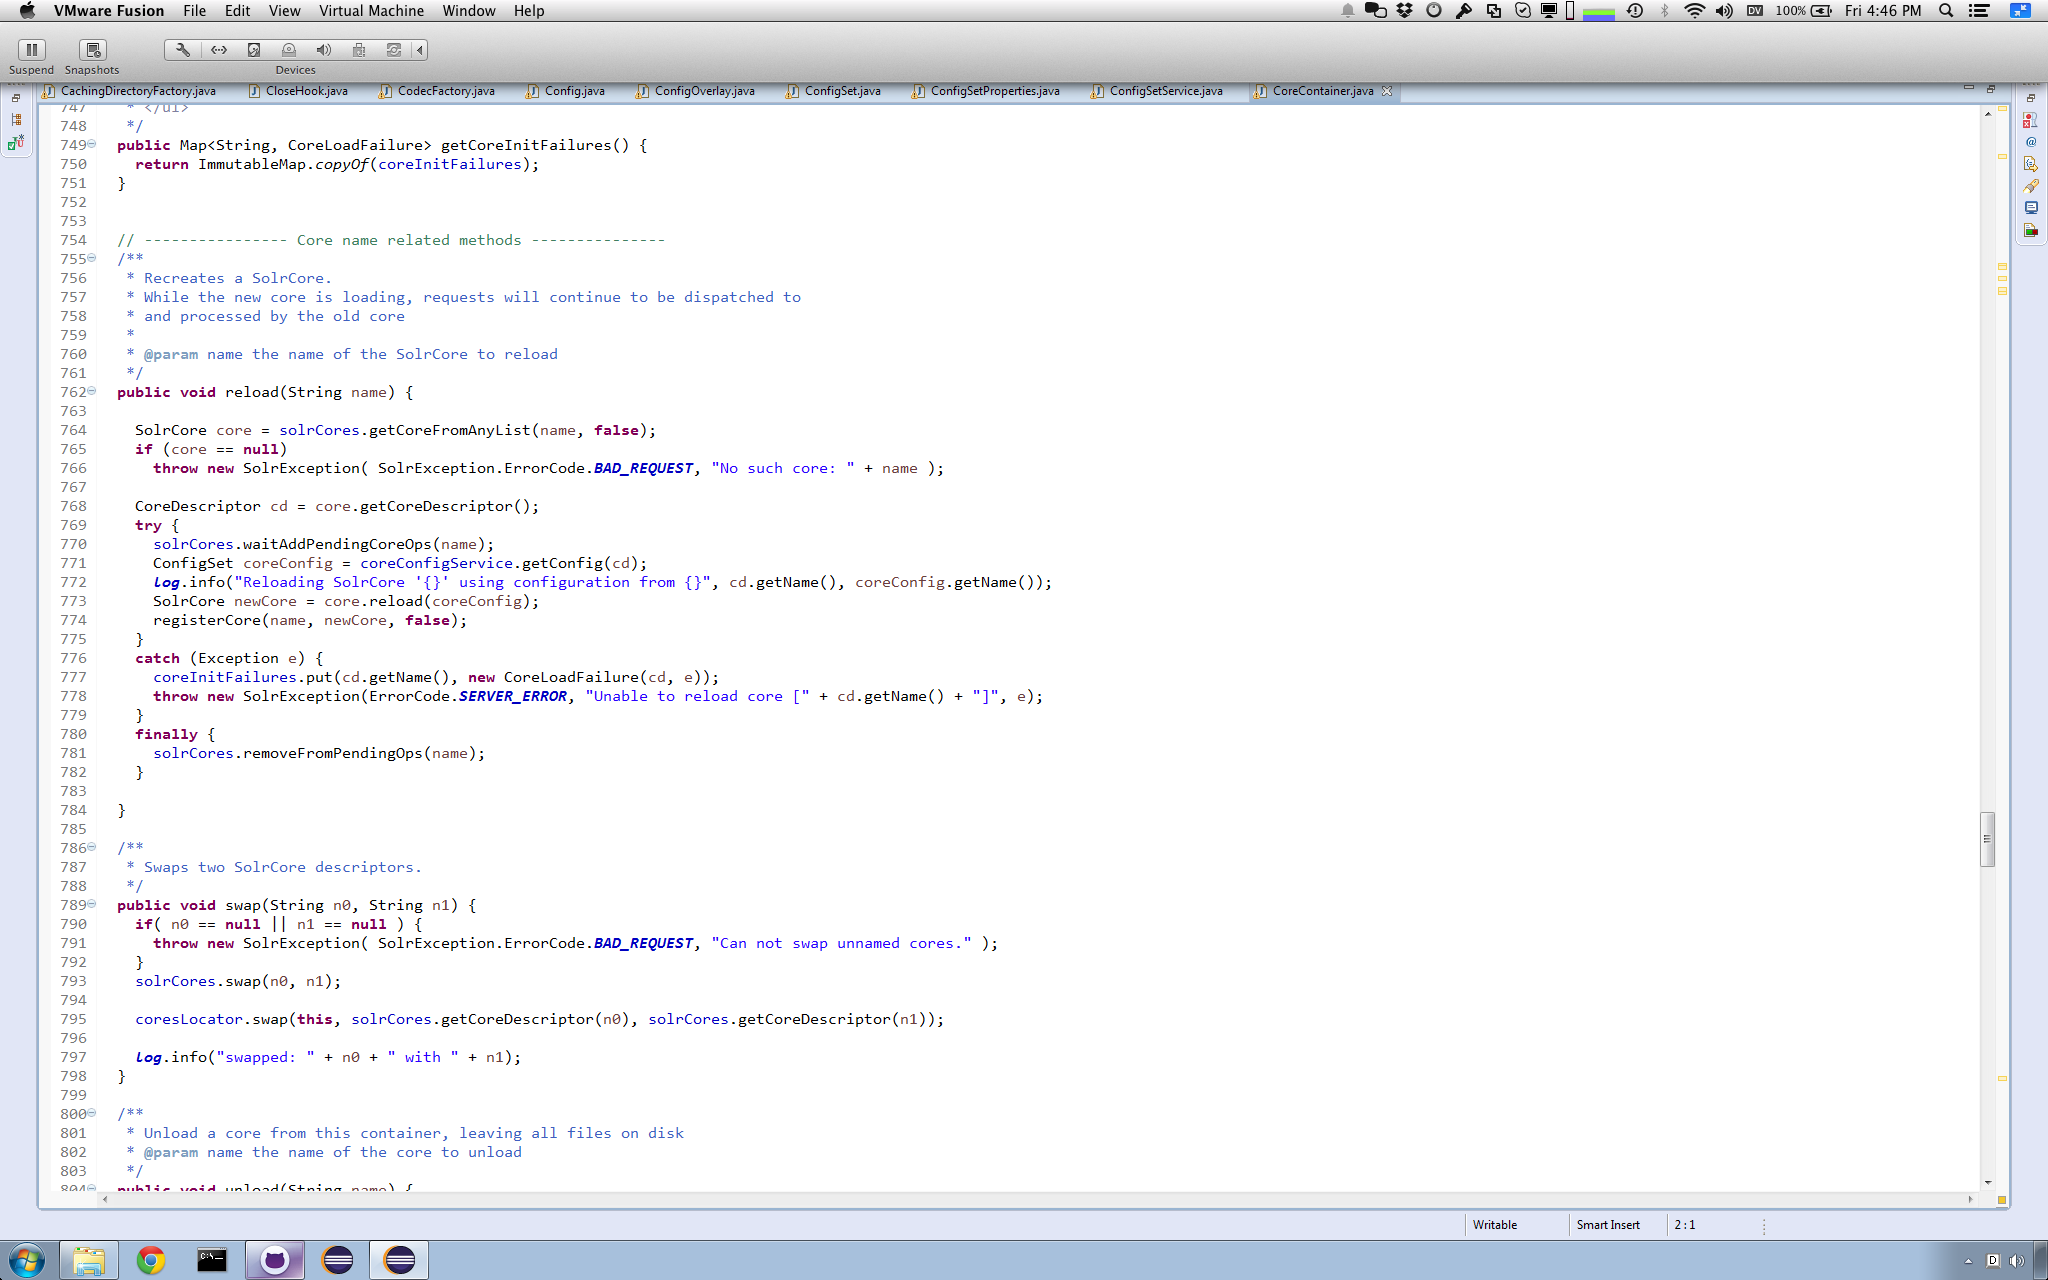 VMware Fusion File Edit View Virtual Machine Window Help DV 100% Fri 4:46 PM
Suspend Snapshots Devices
CachingDirectoryFactory.java CloseHook.java CodecFactory.java Config.java ConfigOverlay.java ConfigSet.java ConfigSetProperties.java ConfigSetService.java CoreContainer.java
747 * </ul>
748 */
749 public Map<String, CoreLoadFailure> getCoreInitFailures() {
750 return ImmutableMap.copyOf(coreInitFailures);
751 }
752
753
754 // ---------------- Core name related methods ---------------
755 /**
756 * Recreates a SolrCore.
757 * While the new core is loading, requests will continue to be dispatched to
758 * and processed by the old core
759 *
760 * @param name the name of the SolrCore to reload
761 */
762 public void reload(String name) {
763
764 SolrCore core = solrCores.getCoreFromAnyList(name, false);
765 if (core == null)
766 throw new SolrException( SolrException.ErrorCode.BAD_REQUEST, "No such core: " + name );
767
768 CoreDescriptor cd = core.getCoreDescriptor();
769 try {
770 solrCores.waitAddPendingCoreOps(name);
771 ConfigSet coreConfig = coreConfigService.getConfig(cd);
772 log.info("Reloading SolrCore '{}' using configuration from {}", cd.getName(), coreConfig.getName());
773 SolrCore newCore = core.reload(coreConfig);
774 registerCore(name, newCore, false);
775 }
776 catch (Exception e) {
777 coreInitFailures.put(cd.getName(), new CoreLoadFailure(cd, e));
778 throw new SolrException(ErrorCode.SERVER_ERROR, "Unable to reload core [" + cd.getName() + "]", e);
779 }
780 finally {
781 solrCores.removeFromPendingOps(name);
782 }
783
784 }
785
786 /**
787 * Swaps two SolrCore descriptors.
788 */
789 public void swap(String n0, String n1) {
790 if( n0 == null || n1 == null ) {
791 throw new SolrException( SolrException.ErrorCode.BAD_REQUEST, "Can not swap unnamed cores." );
792 }
793 solrCores.swap(n0, n1);
794
795 coresLocator.swap(this, solrCores.getCoreDescriptor(n0), solrCores.getCoreDescriptor(n1));
796
797 log.info("swapped: " + n0 + " with " + n1);
798 }
799
800 /**
801 * Unload a core from this container, leaving all files on disk
802 * @param name the name of the core to unload
803 */
804 public void unload(String name) {
Writable Smart Insert 2 : 1
C:\ D